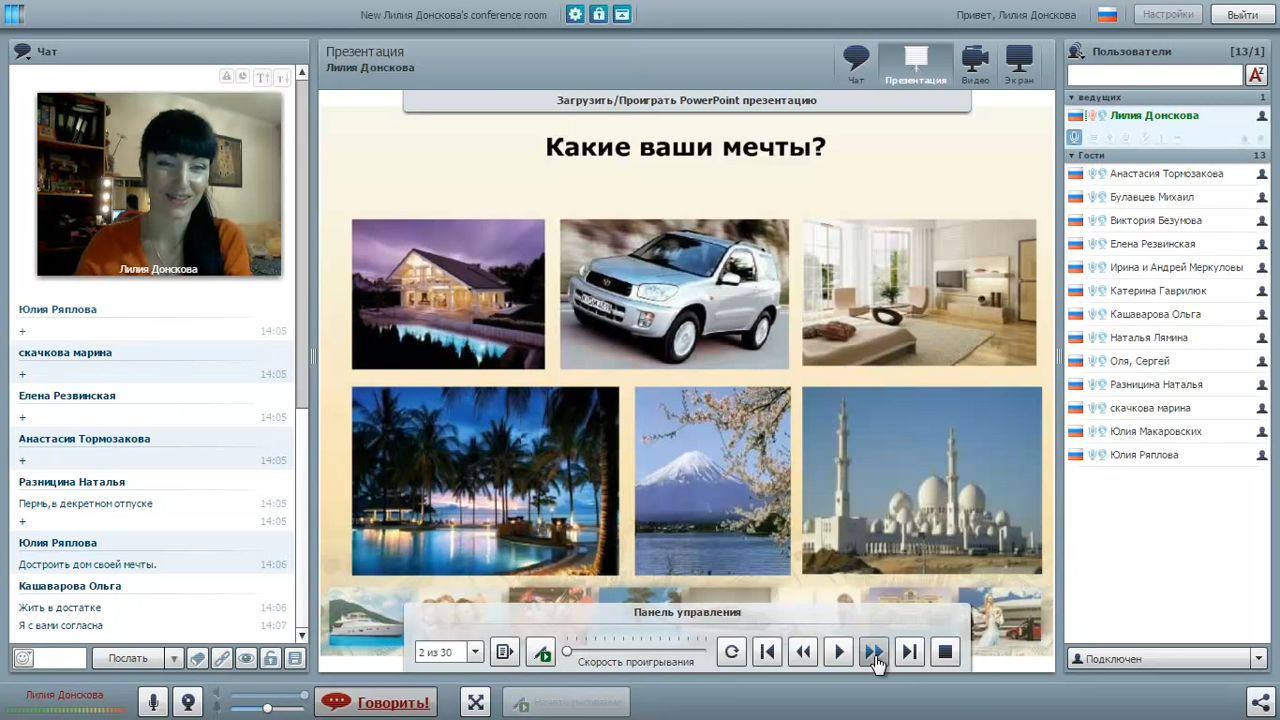 New Лилия Донскова's conference room
Привет, Лилия Донскова
Настройки
Выйти
Чат
Лилия Донскова
Юлия Ряплова
+ 14:05
скачкова марина
+ 14:05
Елена Резвинская
+ 14:05
Анастасия Тормозакова
+ 14:05
Разницина Наталья
Пермь,в декретном отпуске 14:05
+ 14:05
Юлия Ряплова
Достроить дом своей мечты. 14:06
Кашаварова Ольга
Жить в достатке 14:06
Я с вами согласна 14:07
Послать
Презентация
Лилия Донскова
Чат
Презентация
Видео
Экран
Загрузить/Проиграть PowerPoint презентацию
Какие ваши мечты?
Панель управления
2 из 30
Скорость проигрывания
Пользователи [13/1]
ведущих 1
Лилия Донскова
Гости 13
Анастасия Тормозакова
Булавцев Михаил
Виктория Безумова
Елена Резвинская
Ирина и Андрей Меркуловы
Катерина Гаврилюк
Кашаварова Ольга
Наталья Лямина
Оля, Сергей
Разницина Наталья
скачкова марина
Юлия Макаровских
Юлия Ряплова
Подключен
Лилия Донскова
Говорить!